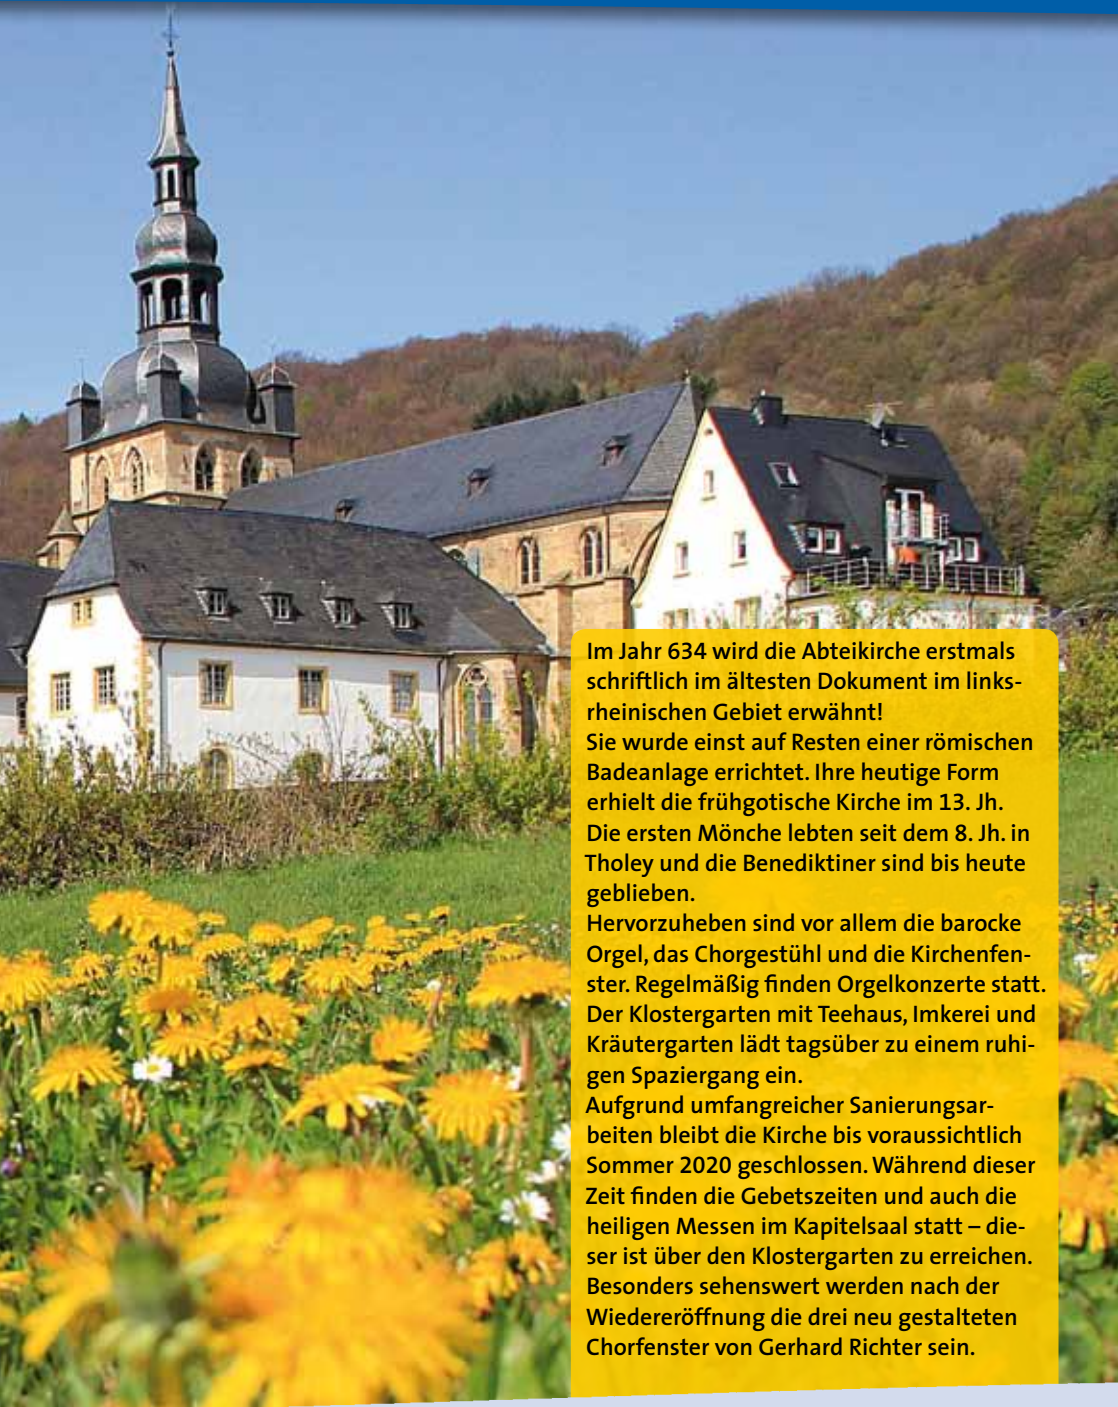 Im Jahr 634 wird die Abteikirche erstmals
schriftlich im ältesten Dokument im links-
rheinischen Gebiet erwähnt!
Sie wurde einst auf Resten einer römischen
Badeanlage errichtet. Ihre heutige Form
erhielt die frühgotische Kirche im 13. Jh.
Die ersten Mönche lebten seit dem 8. Jh. in
Tholey und die Benediktiner sind bis heute
geblieben.
Hervorzuheben sind vor allem die barocke
Orgel, das Chorgestühl und die Kirchenfen-
ster. Regelmäßig finden Orgelkonzerte statt.
Der Klostergarten mit Teehaus, Imkerei und
Kräutergarten lädt tagsüber zu einem ruhi-
gen Spaziergang ein.
Aufgrund umfangreicher Sanierungsar-
beiten bleibt die Kirche bis voraussichtlich
Sommer 2020 geschlossen. Während dieser
Zeit finden die Gebetszeiten und auch die
heiligen Messen im Kapitelsaal statt – die-
ser ist über den Klostergarten zu erreichen.
Besonders sehenswert werden nach der
Wiedereröffnung die drei neu gestalteten
Chorfenster von Gerhard Richter sein.